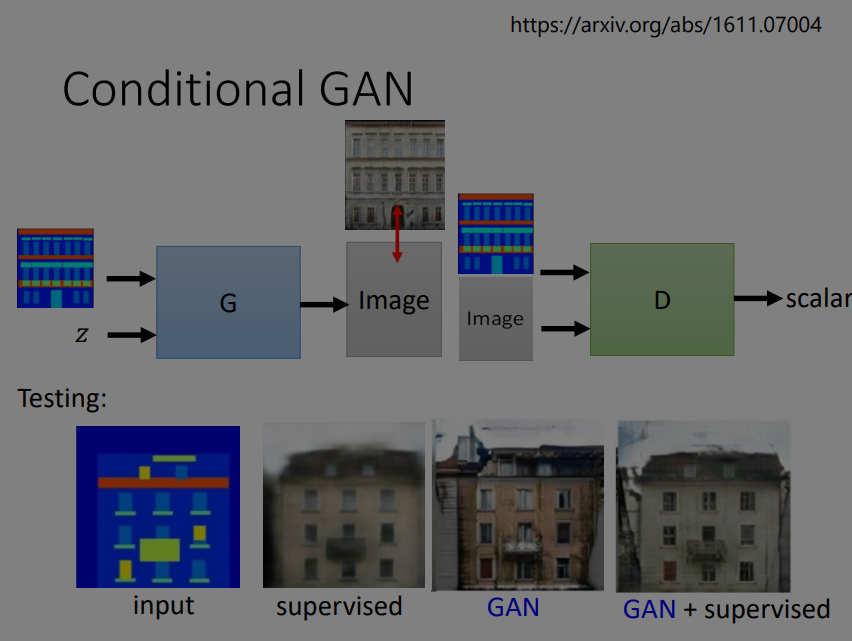 https://arxiv.org/abs/1611.07004
Conditional GAN
G
Image
Image
D
scalar
z
Testing:
input
supervised
GAN
GAN + supervised